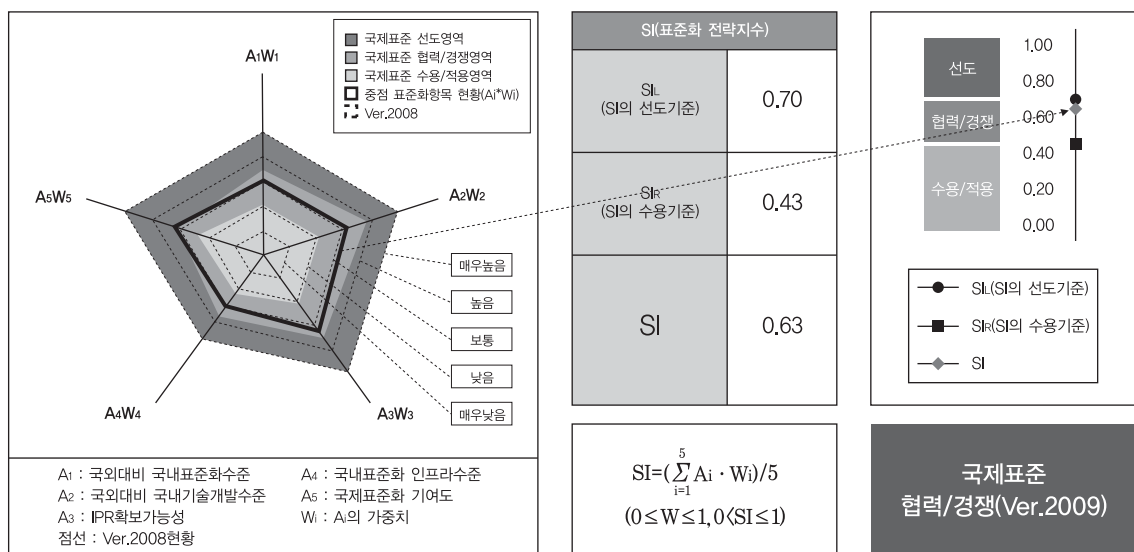 국제표준 선도영역
국제표준 협력/경쟁영역
국제표준 수용/적용영역
중점 표준화항목 현황(Ai*Wi)
Ver.2008
A1W1
A2W2
A3W3
A4W4
A5W5
매우높음
높음
보통
낮음
매우낮음
A1 : 국외대비 국내표준화수준
A2 : 국외대비 국내기술개발수준
A3 : IPR확보가능성
점선 : Ver.2008현황
A4 : 국내표준화 인프라수준
A5 : 국제표준화 기여도
Wi : Ai의 가중치
SI(표준화 전략지수)
SIL
(SI의 선도기준)
0.70
SIR
(SI의 수용기준)
0.43
SI
0.63
SI=(∑Ai · Wi)/5
5
i=1
(0≤W≤1, 0<SI≤1)
선도
협력/경쟁
수용/적용
1.00
0.80
0.60
0.40
0.20
0.00
SIL(SI의 선도기준)
SIR(SI의 수용기준)
SI
국제표준
협력/경쟁(Ver.2009)